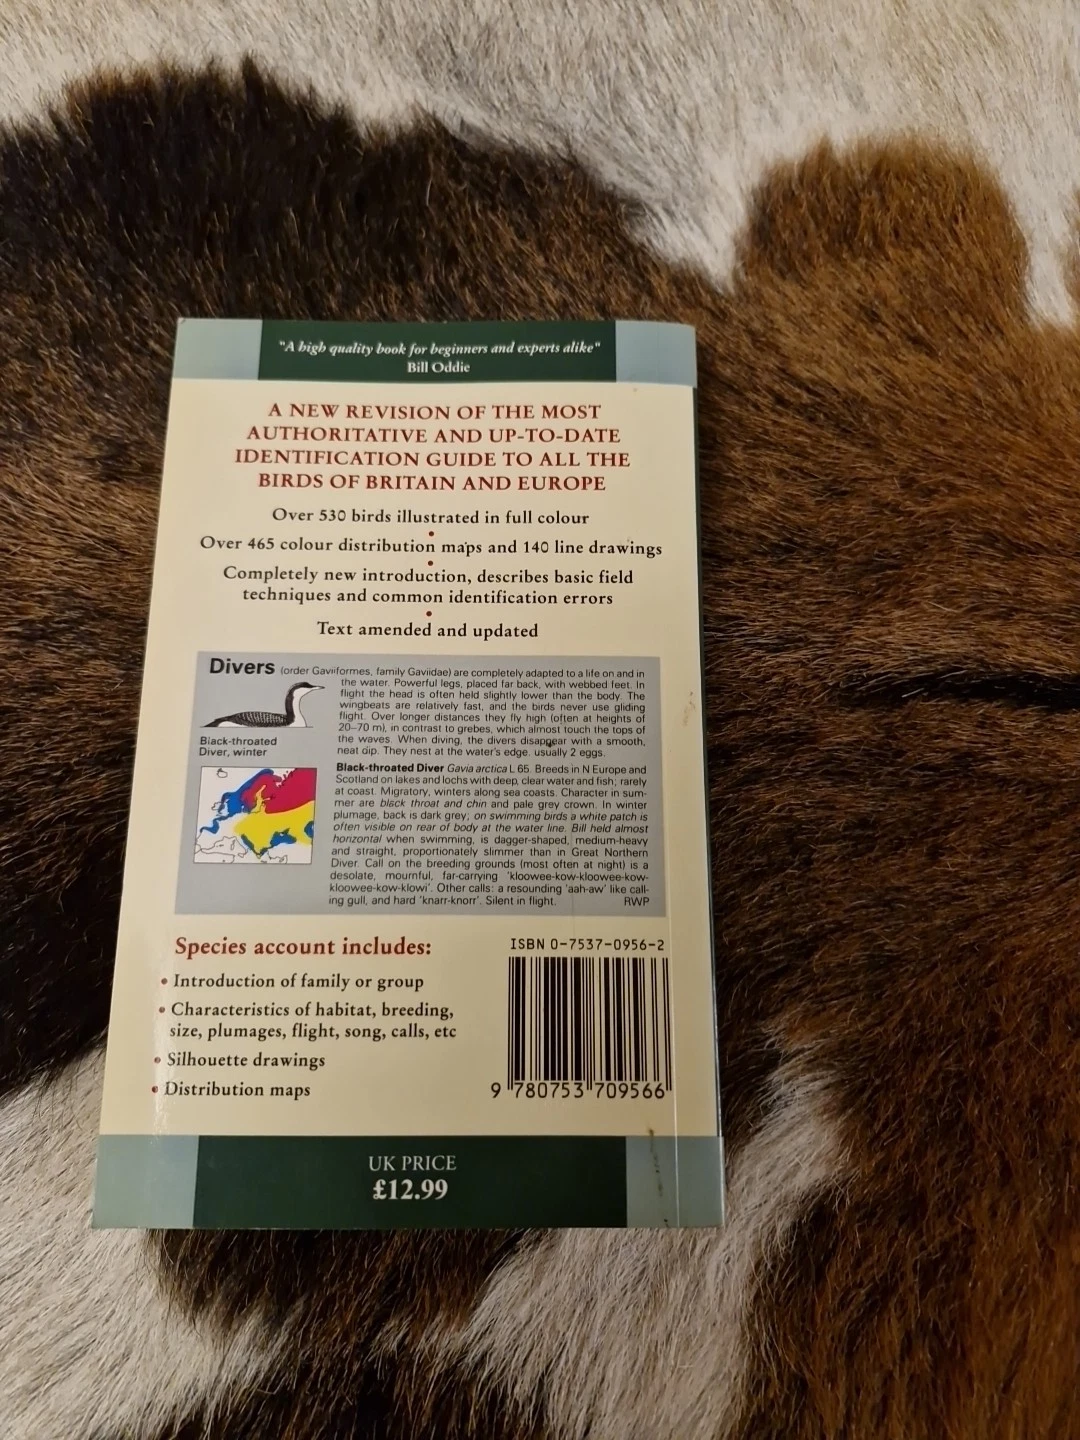 "A high quality book for beginners and experts alike"
Bill Oddie
A NEW REVISION OF THE MOST
AUTHORITATIVE AND UP-TO-DATE
IDENTIFICATION GUIDE TO ALL THE
BIRDS OF BRITAIN AND EUROPE
Over 530 birds illustrated in full colour
•
Over 465 colour distribution maps and 140 line drawings
•
Completely new introduction, describes basic field
techniques and common identification errors
•
Text amended and updated
Divers (order Gaviiformes, family Gaviidae) are completely adapted to a life on and in
the water. Powerful legs, placed far back, with webbed feet. In
flight the head is often held slightly lower than the body. The
wingbeats are relatively fast, and the birds never use gliding
flight. Over longer distances they fly high (often at heights of
20–70 m), in contrast to grebes, which almost touch the tops of
the waves. When diving, the divers disappear with a smooth,
neat dip. They nest at the water's edge, usually 2 eggs.
Black-throated
Diver, winter
Black-throated Diver Gavia arctica L 65. Breeds in N Europe and
Scotland on lakes and lochs with deep, clear water and fish; rarely
at coast. Migratory, winters along sea coasts. Character in sum-
mer are black throat and chin and pale grey crown. In winter
plumage, back is dark grey; on swimming birds a white patch is
often visible on rear of body at the water line. Bill held almost
horizontal when swimming, is dagger-shaped, medium-heavy
and straight, proportionately slimmer than in Great Northern
Diver. Call on the breeding grounds (most often at night) is a
desolate, mournful, far-carrying 'kloowee-kow-kloowee-kow-
kloowee-kow-klowi'. Other calls: a resounding 'aah-aw' like call-
ing gull, and hard 'knarr-knorr'. Silent in flight. RWP
Species account includes:
• Introduction of family or group
• Characteristics of habitat, breeding,
size, plumages, flight, song, calls, etc
• Silhouette drawings
• Distribution maps
ISBN 0-7537-0956-2
9 780753 709566
UK PRICE
£12.99